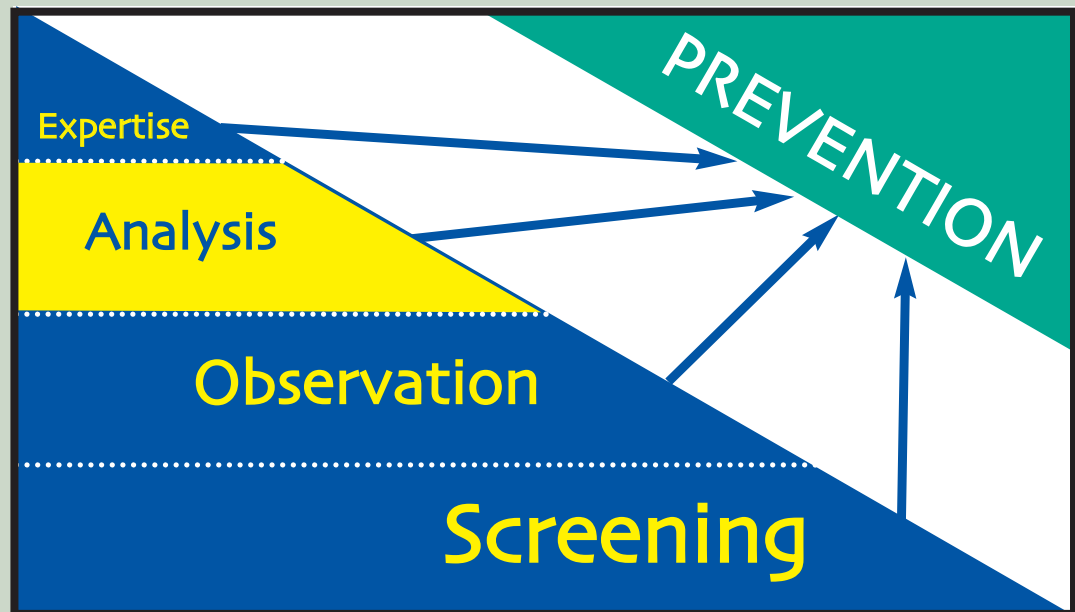 PREVENTION
Expertise
Analysis
Observation
Screening